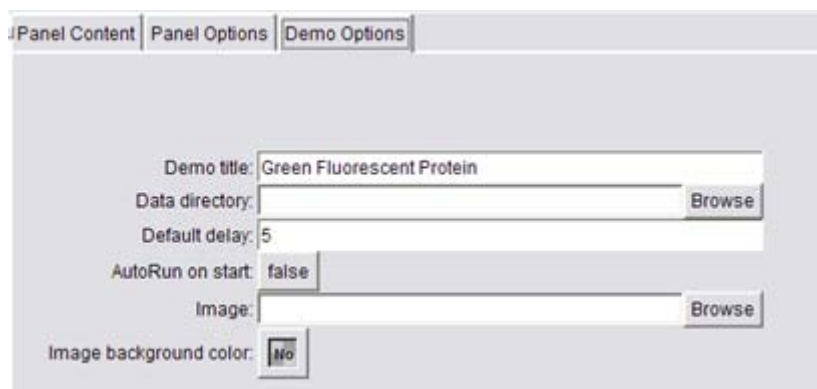 Panel Content Panel Options Demo Options
Demo title: Green Fluorescent Protein
Data directory: Browse
Default delay: 5
AutoRun on start: false
Image: Browse
Image background color: No